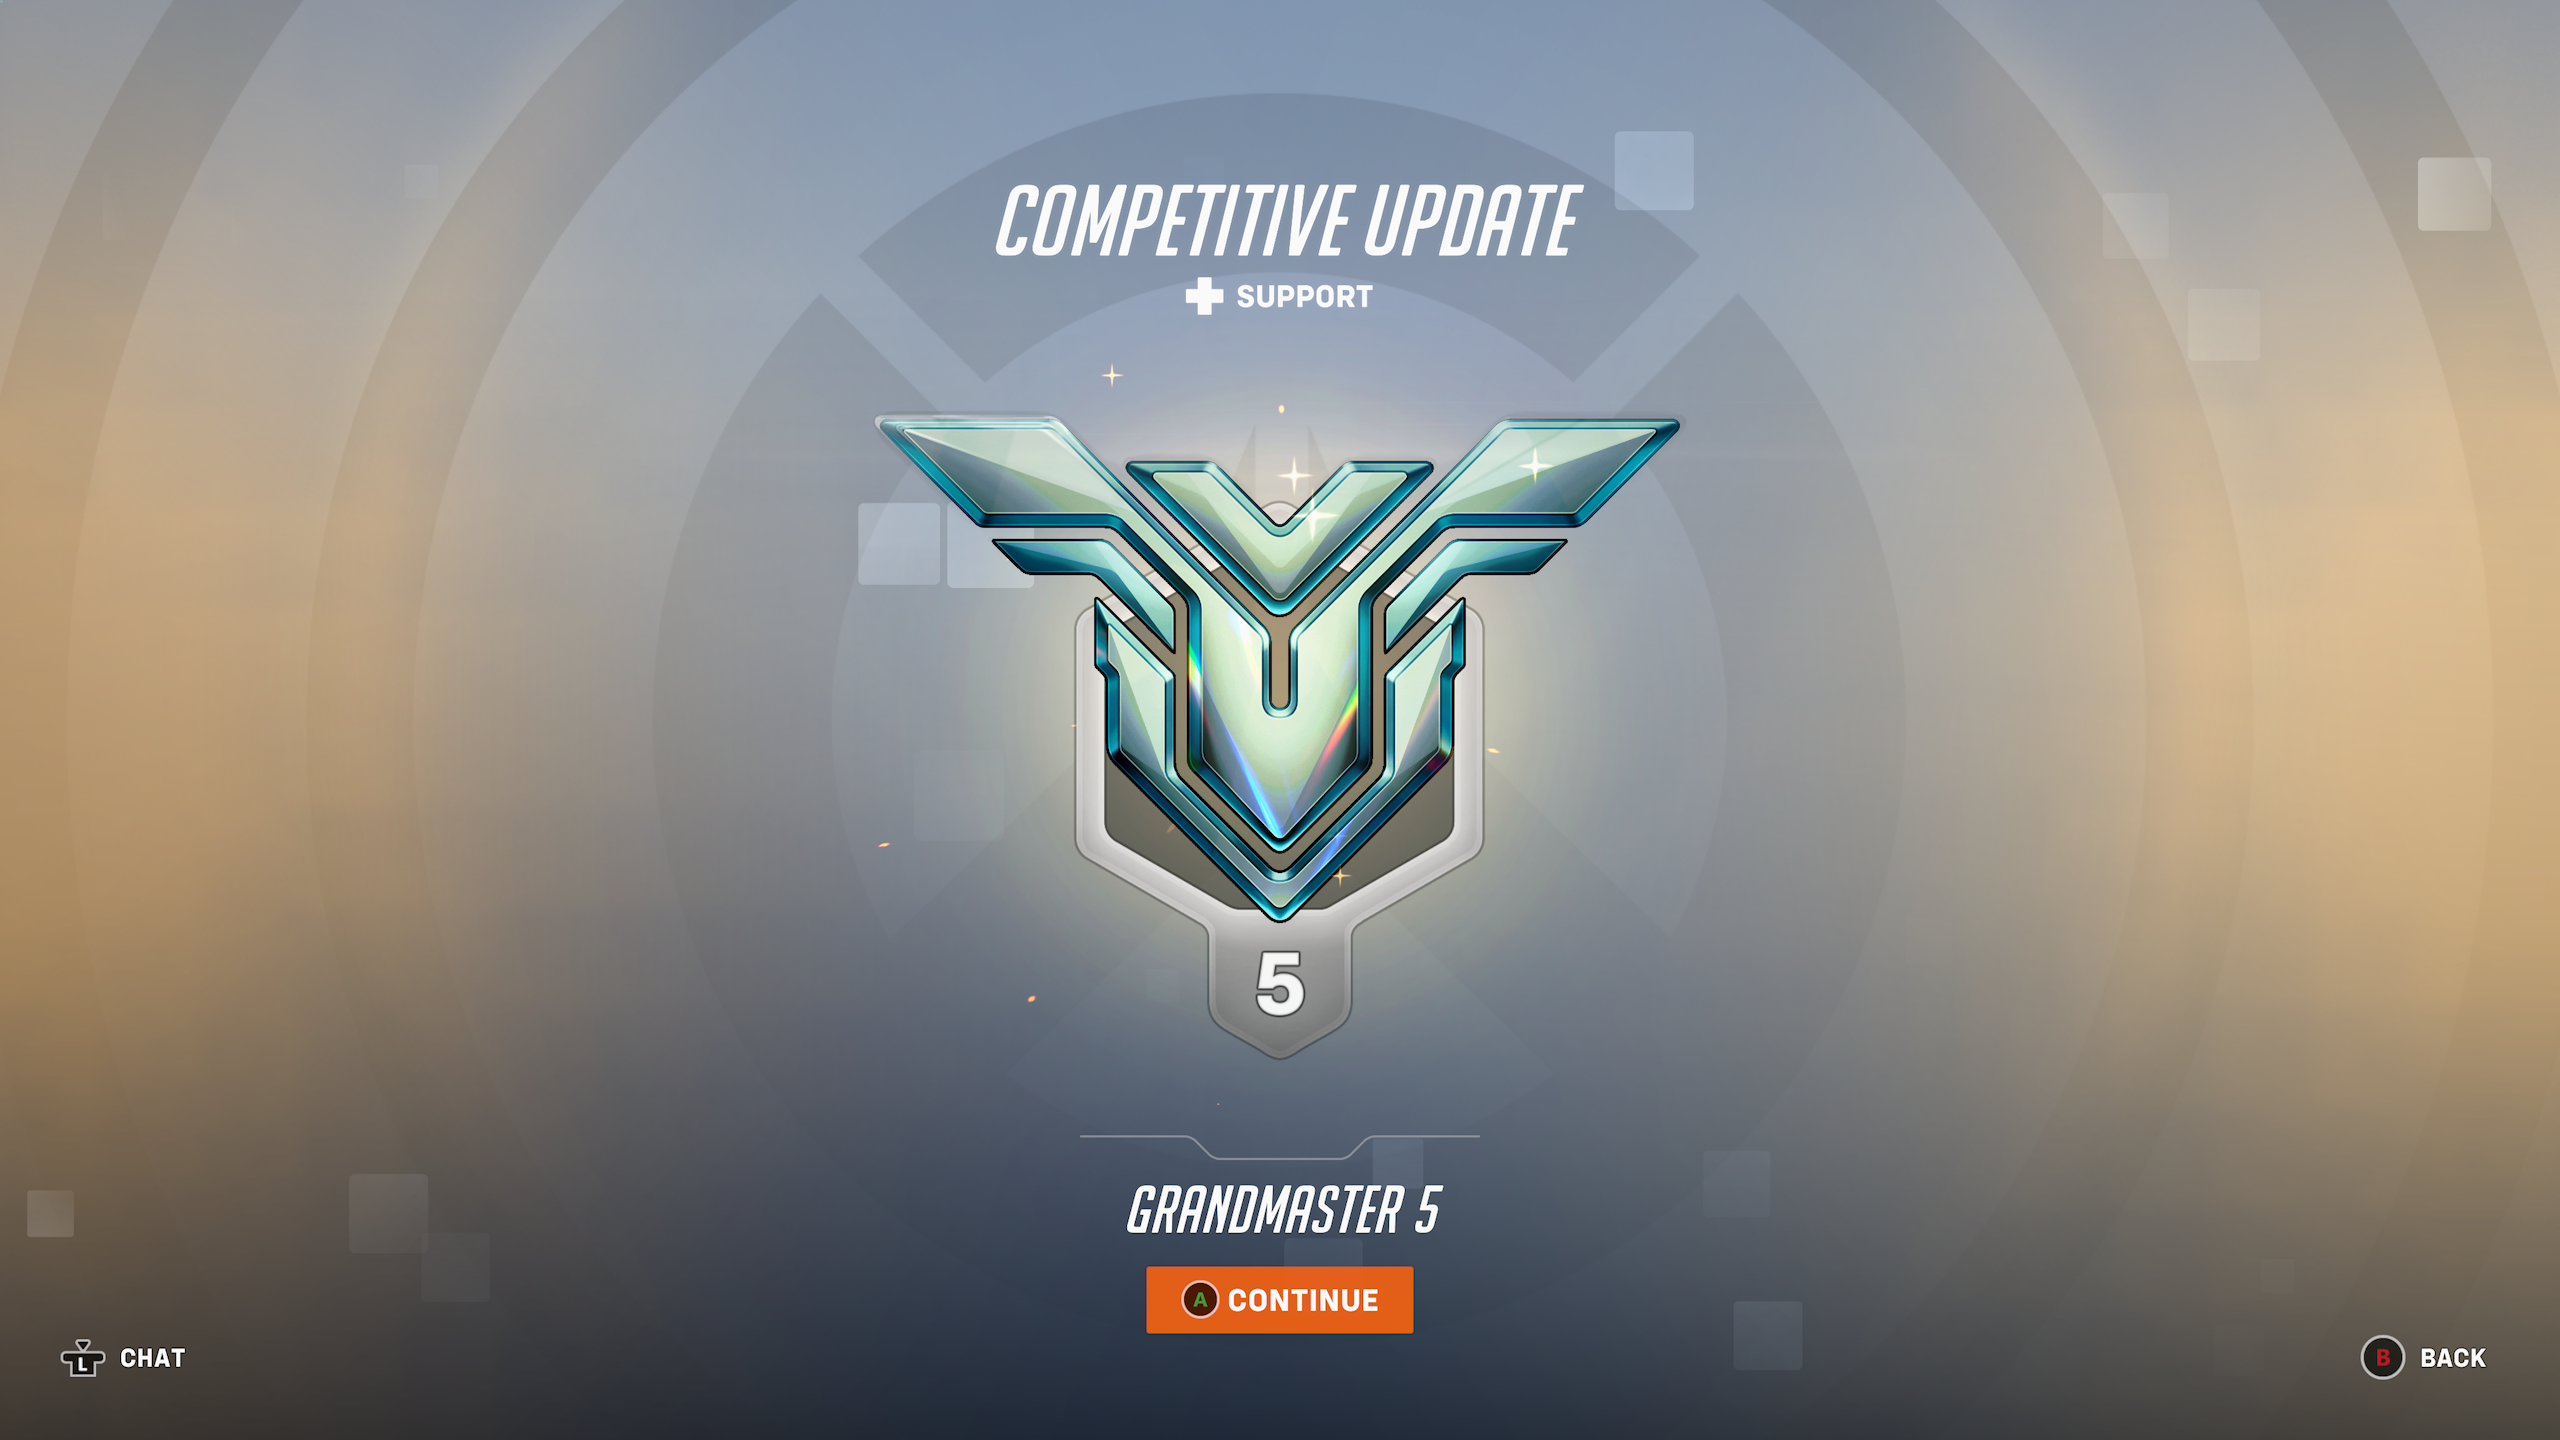 COMPETITIVE UPDATE
SUPPORT
5
GRANDMASTER 5
A CONTINUE
L CHAT
B BACK